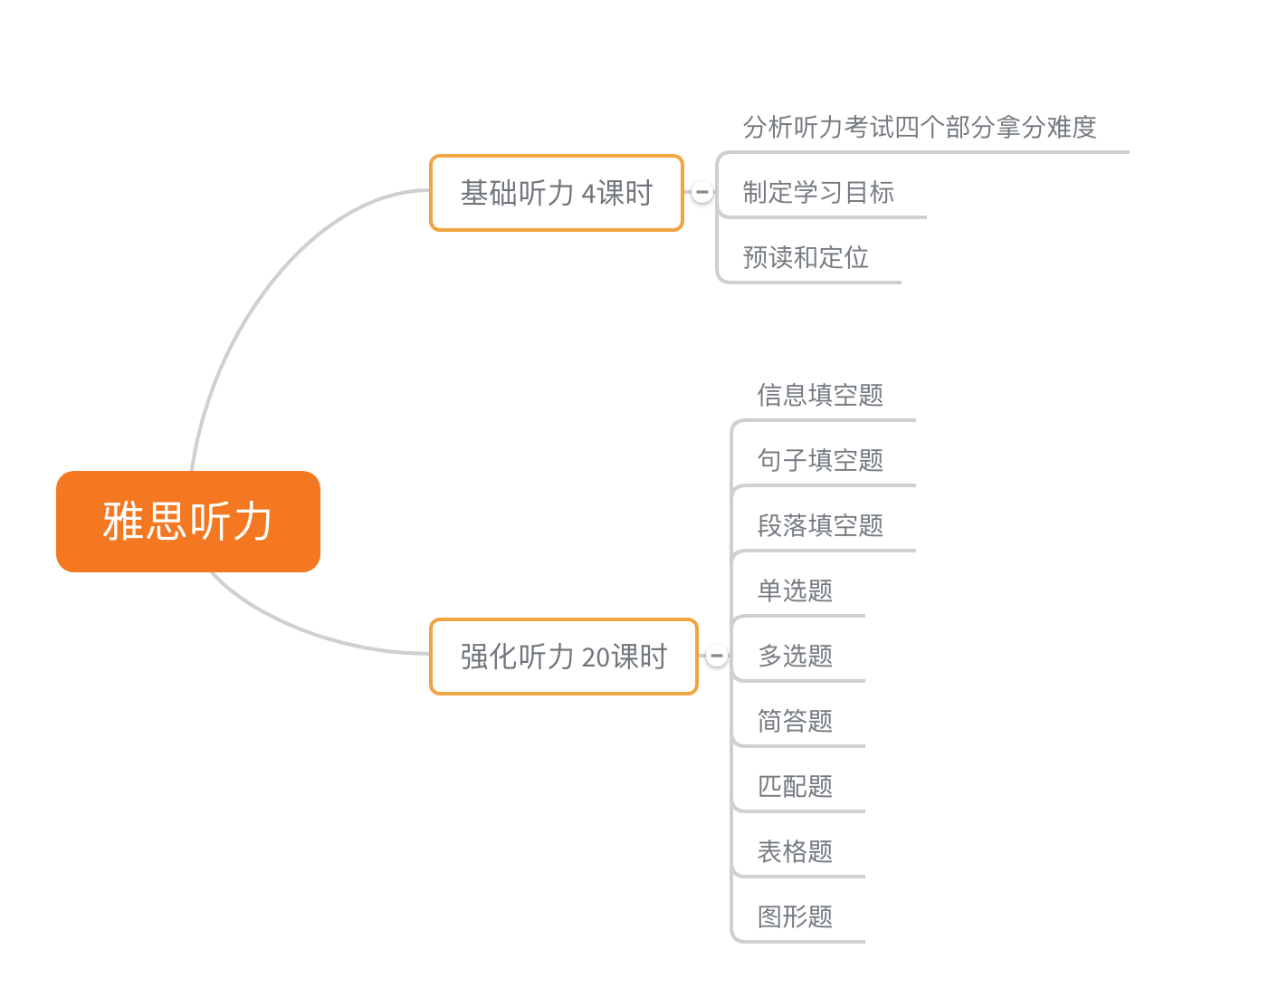 雅思听力
基础听力 4课时
分析听力考试四个部分拿分难度
制定学习目标
预读和定位
强化听力 20课时
信息填空题
句子填空题
段落填空题
单选题
多选题
简答题
匹配题
表格题
图形题